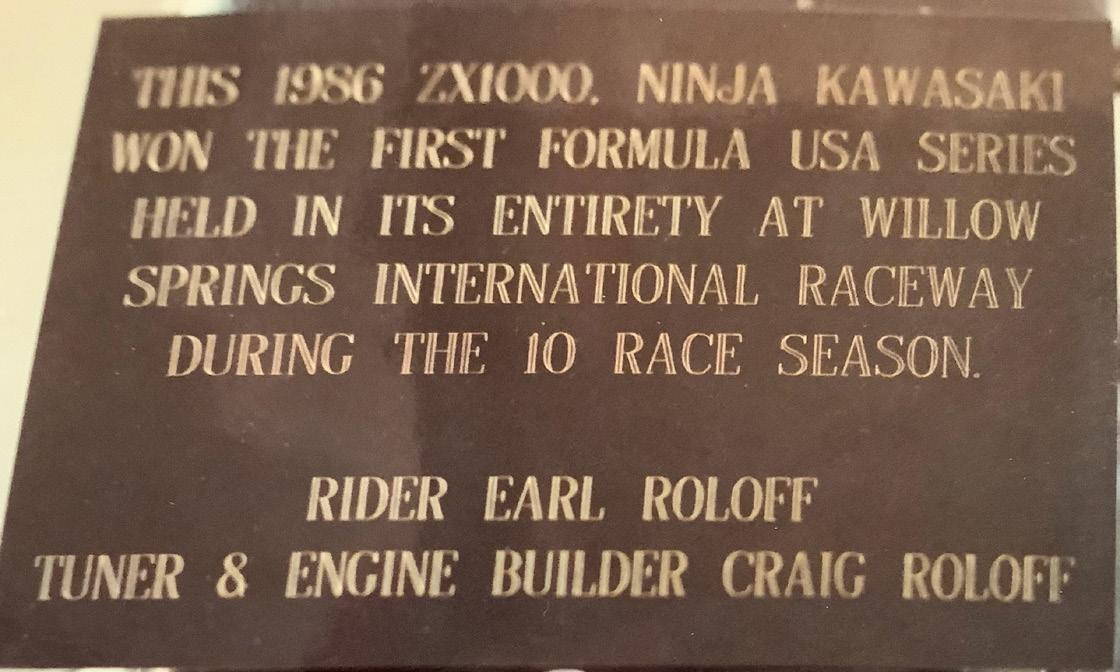 THIS 1986 ZX1000. NINJA KAWASAKI
WON THE FIRST FORMULA USA SERIES
HELD IN ITS ENTIRETY AT WILLOW
SPRINGS INTERNATIONAL RACEWAY
DURING THE 10 RACE SEASON.
RIDER EARL ROLOFF
TUNER & ENGINE BUILDER CRAIG ROLOFF